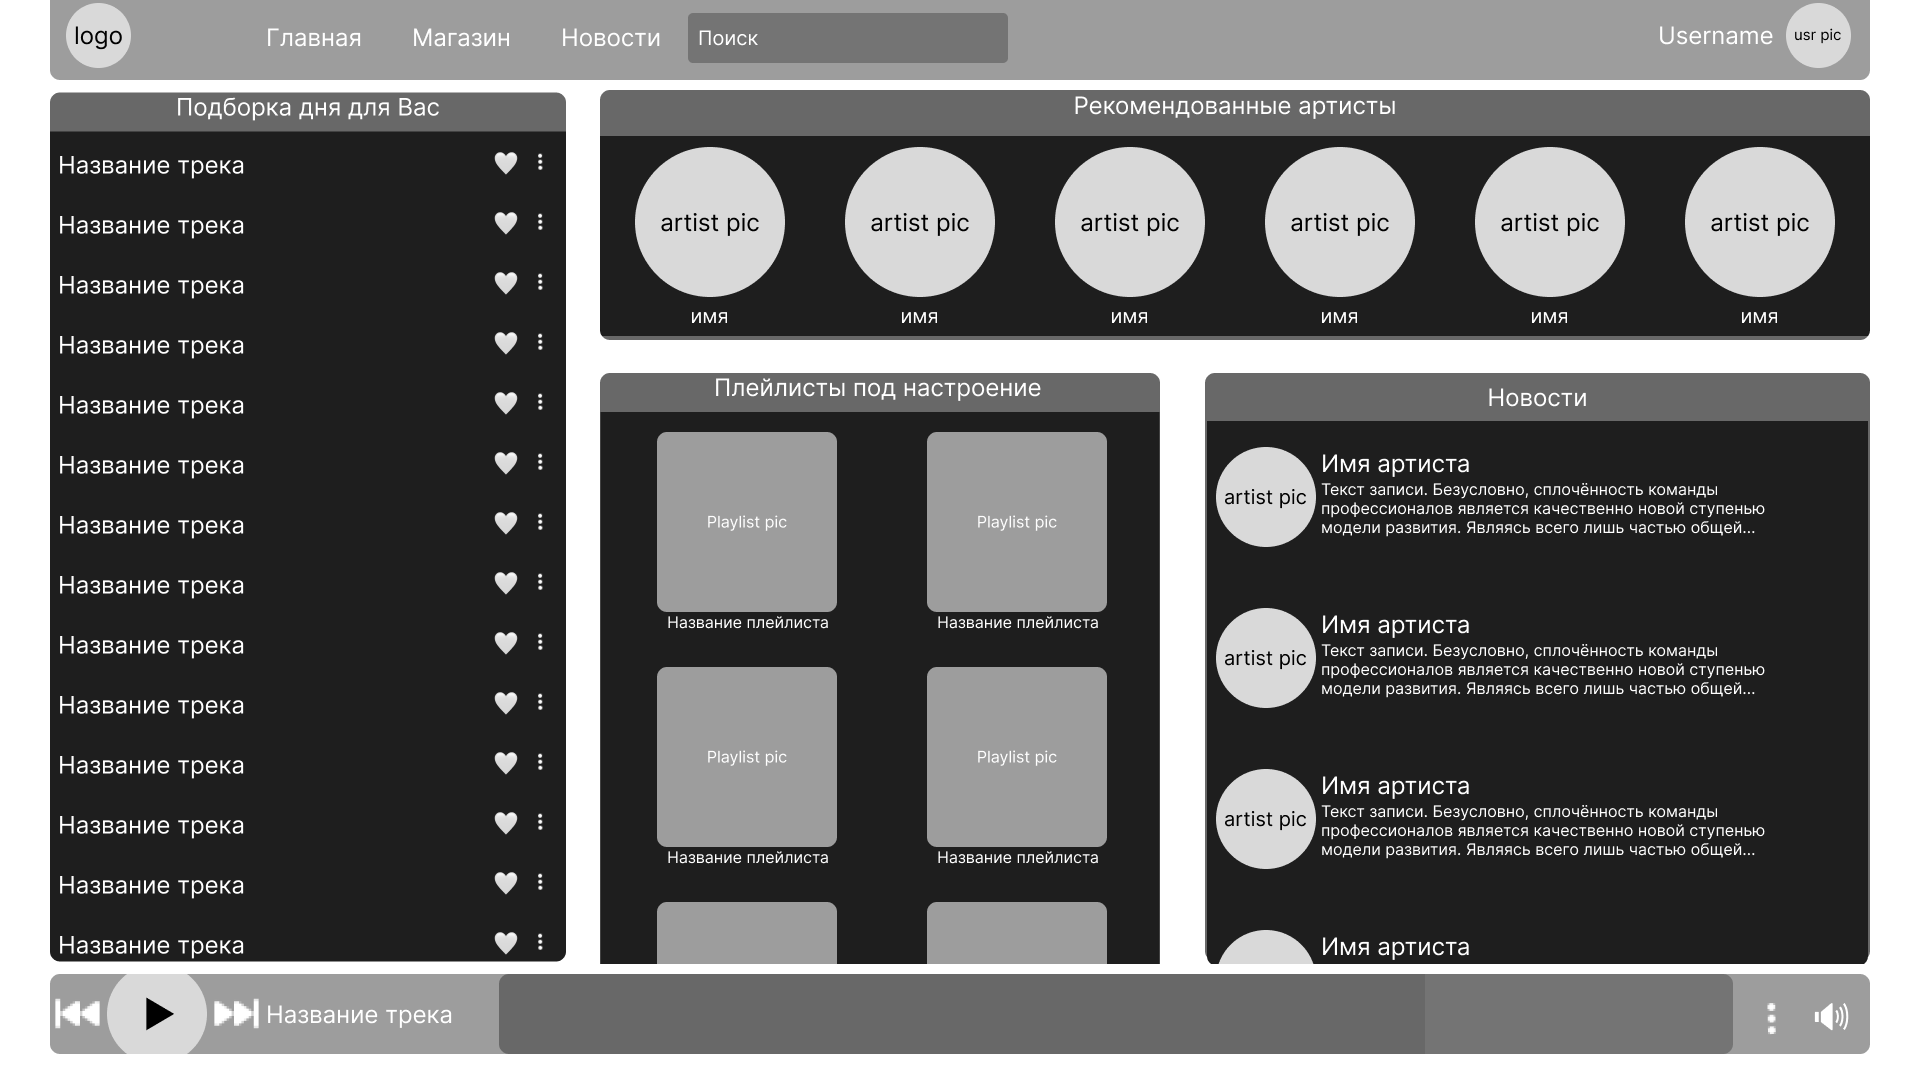 logo
Главная
Магазин
Новости
Поиск
Username
usr pic
Подборка дня для Вас
Название трека
Название трека
Название трека
Название трека
Название трека
Название трека
Название трека
Название трека
Название трека
Название трека
Название трека
Название трека
Название трека
Название трека
Рекомендованные артисты
artist pic
artist pic
artist pic
artist pic
artist pic
artist pic
имя
имя
имя
имя
имя
имя
Плейлисты под настроение
Playlist pic
Playlist pic
Название плейлиста
Название плейлиста
Playlist pic
Playlist pic
Название плейлиста
Название плейлиста
Новости
artist pic
Имя артиста
Текст записи. Безусловно, сплочённость команды
профессионалов является качественно новой ступенью
модели развития. Являясь всего лишь частью общей...
artist pic
Имя артиста
Текст записи. Безусловно, сплочённость команды
профессионалов является качественно новой ступенью
модели развития. Являясь всего лишь частью общей...
artist pic
Имя артиста
Текст записи. Безусловно, сплочённость команды
профессионалов является качественно новой ступенью
модели развития. Являясь всего лишь частью общей...
Имя артиста
Название трека